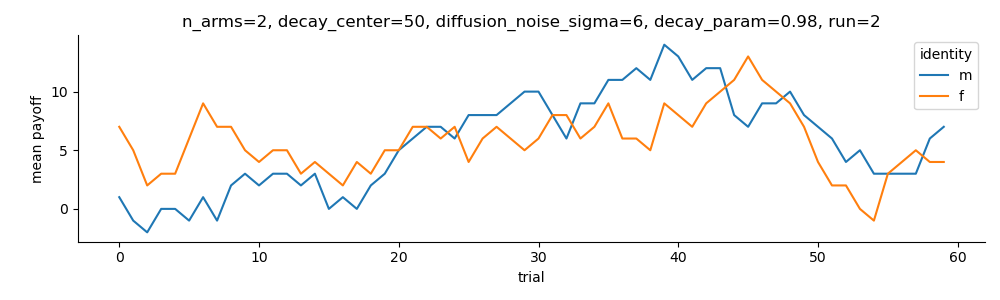 n_arms=2, decay_center=50, diffusion_noise_sigma=6, decay_param=0.98, run=2
identity
m
f
mean payoff
10
5
0
0
10
20
30
40
50
60
trial